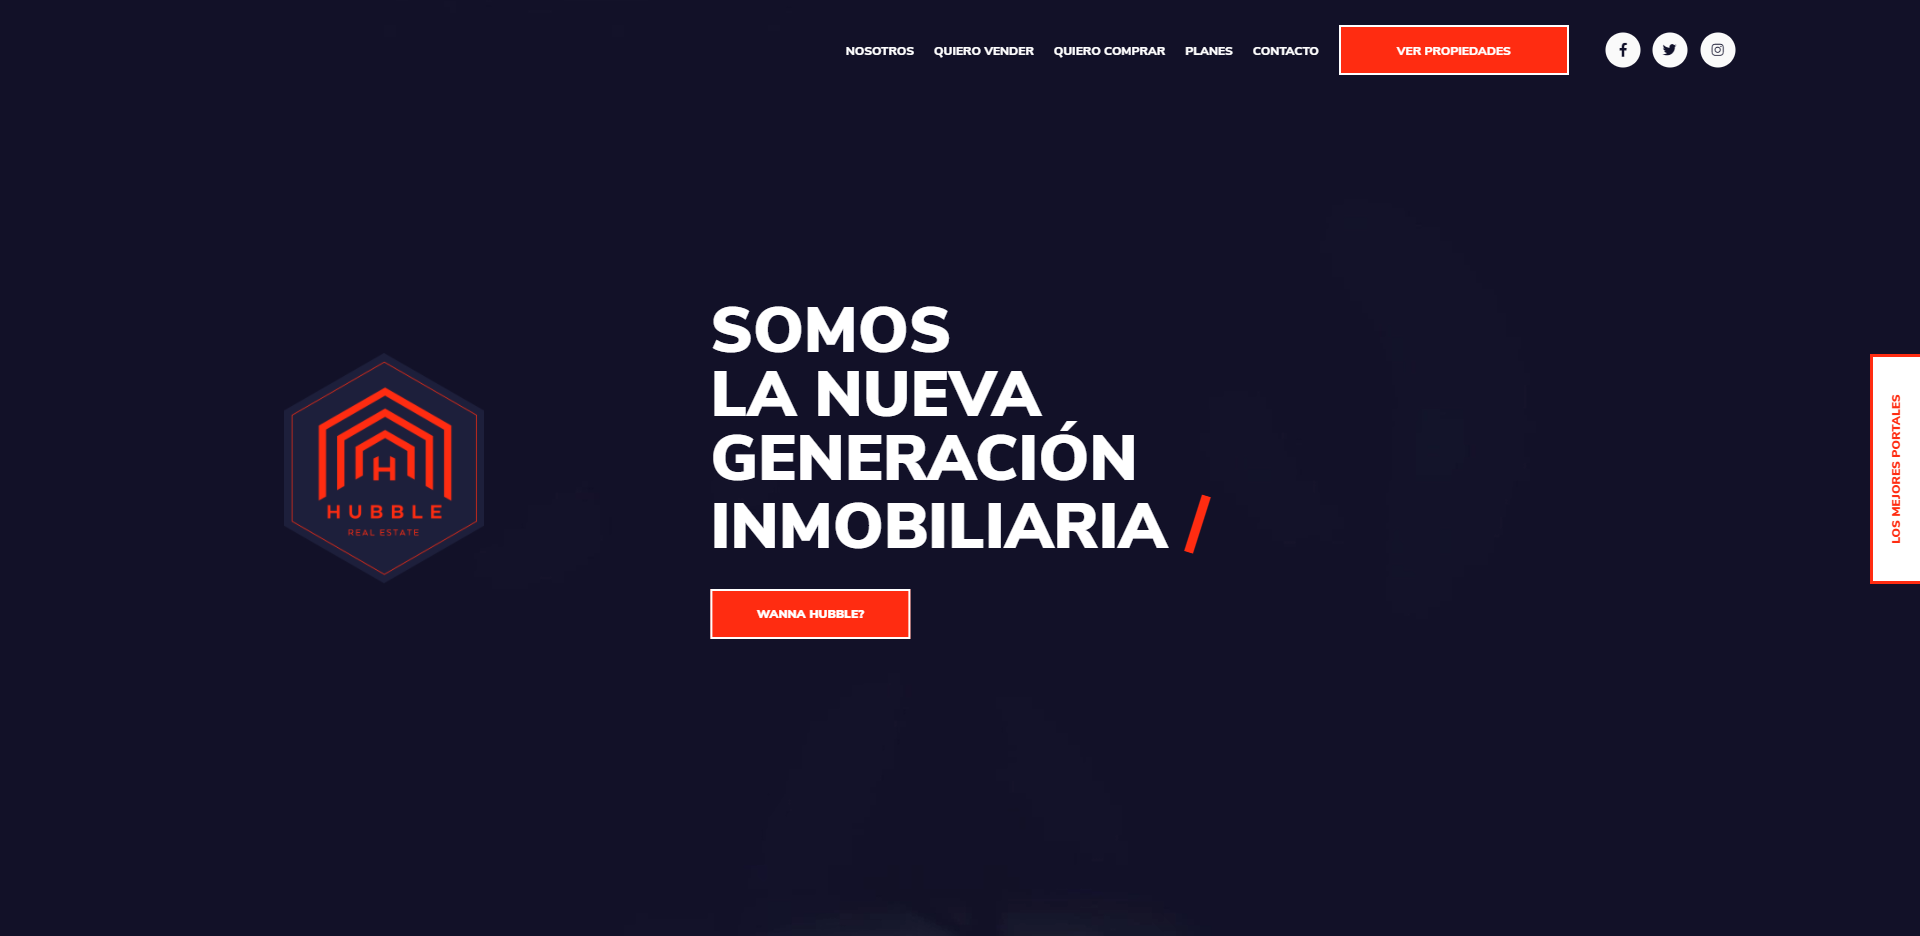 NOSOTROS QUIERO VENDER QUIERO COMPRAR PLANES CONTACTO VER PROPIEDADES
SOMOS
LA NUEVA
GENERACIÓN
INMOBILIARIA /
H
HUBBLE
REAL ESTATE
WANNA HUBBLE?
LOS MEJORES PORTALES